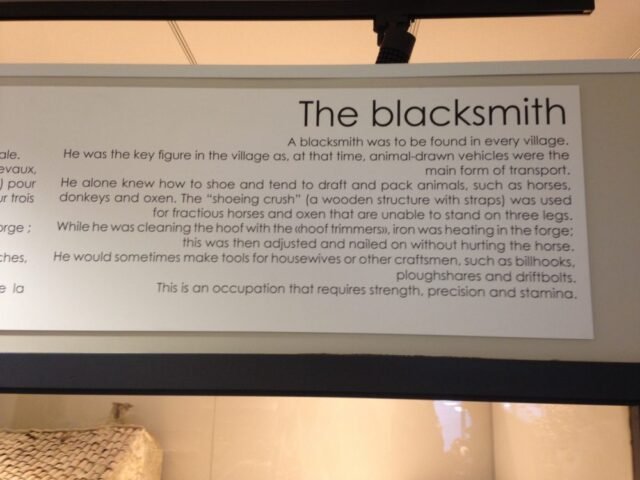 The blacksmith
A blacksmith was to be found in every village.
He was the key figure in the village as, at that time, animal-drawn vehicles were the
main form of transport.
He alone knew how to shoe and tend to draft and pack animals, such as horses,
donkeys and oxen. The “shoeing crush” (a wooden structure with straps) was used
for fractious horses and oxen that are unable to stand on three legs.
While he was cleaning the hoof with the «hoof trimmers», iron was heating in the forge;
this was then adjusted and nailed on without hurting the horse.
He would sometimes make tools for housewives or other craftsmen, such as billhooks,
ploughshares and driftbolts.
This is an occupation that requires strength, precision and stamina.
ale.
evaux,
) pour
ur trois
orge ;
ches,
e la